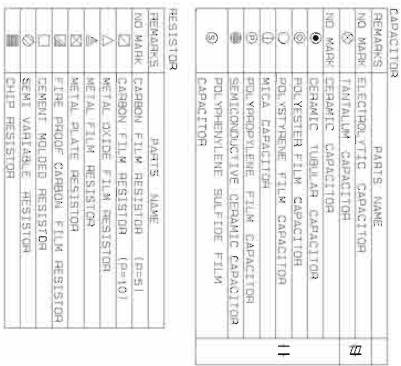 CAPACITOR
REMARKS PARTS NAME
NO MARK ELECTROLYTIC CAPACITOR
TANTALUM CAPACITOR
NO MARK CERAMIC CAPACITOR
CERAMIC TUBULAR CAPACITOR
POLYESTER FILM CAPACITOR
POLYSTYRENE FILM CAPACITOR
MICA CAPACITOR
P POLYPROPYLENE FILM CAPACITOR
SEMICONDUCTIVE CERAMIC CAPACITOR
S POLYPHENYLENE SULFIDE FILM
CAPACITOR
RESISTOR
REMARKS PARTS NAME
NO MARK CARBON FILM RESISTOR (P=5)
CARBON FILM RESISTOR (P=10)
METAL OXIDE FILM RESISTOR
METAL FILM RESISTOR
METAL PLATE RESISTOR
FIRE PROOF CARBON FILM RESISTOR
CEMENT MOLDED RESISTOR
SEMI VARIABLE RESISTOR
CHIP RESISTOR